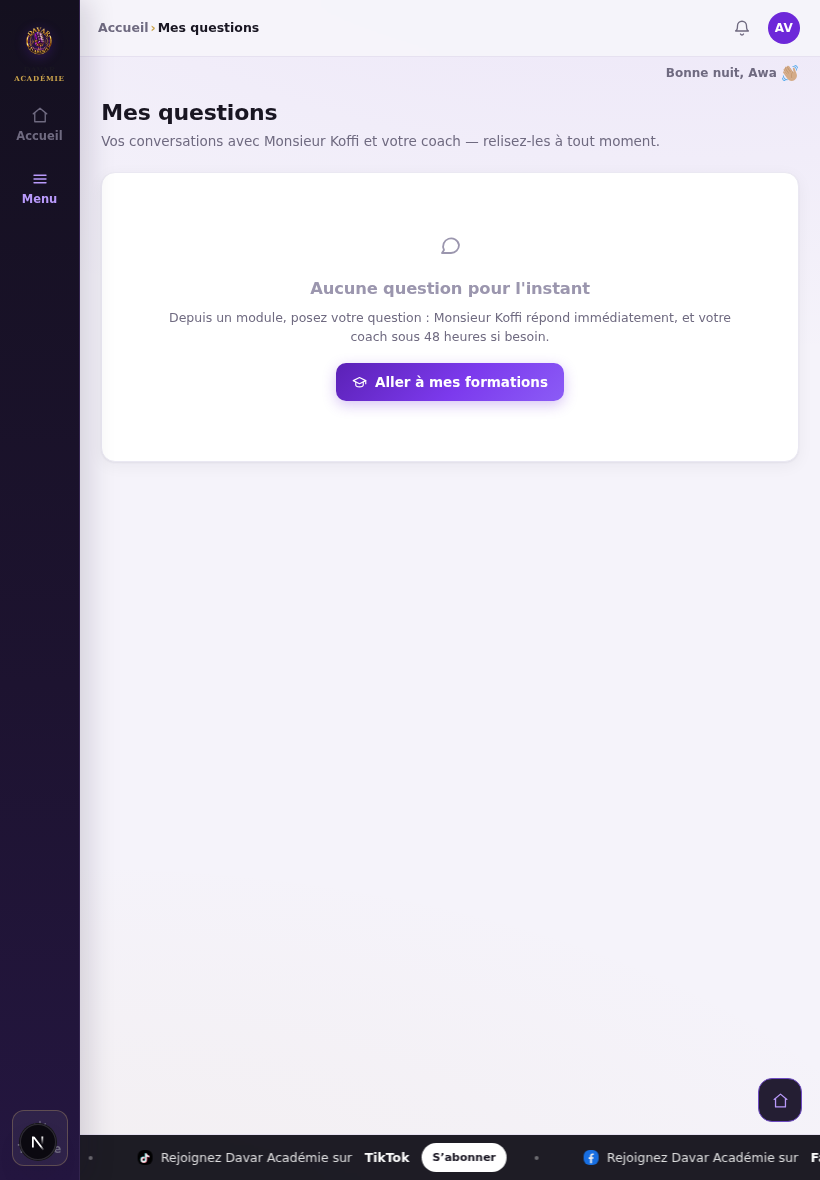 ACADÉMIE
Accueil
Menu
Accueil › Mes questions
AV
Bonne nuit, Awa 👋🏽
Mes questions
Vos conversations avec Monsieur Koffi et votre coach — relisez-les à tout moment.
Aucune question pour l'instant
Depuis un module, posez votre question : Monsieur Koffi répond immédiatement, et votre
coach sous 48 heures si besoin.
Aller à mes formations
N
Rejoignez Davar Académie sur TikTok S’abonner
Rejoignez Davar Académie sur